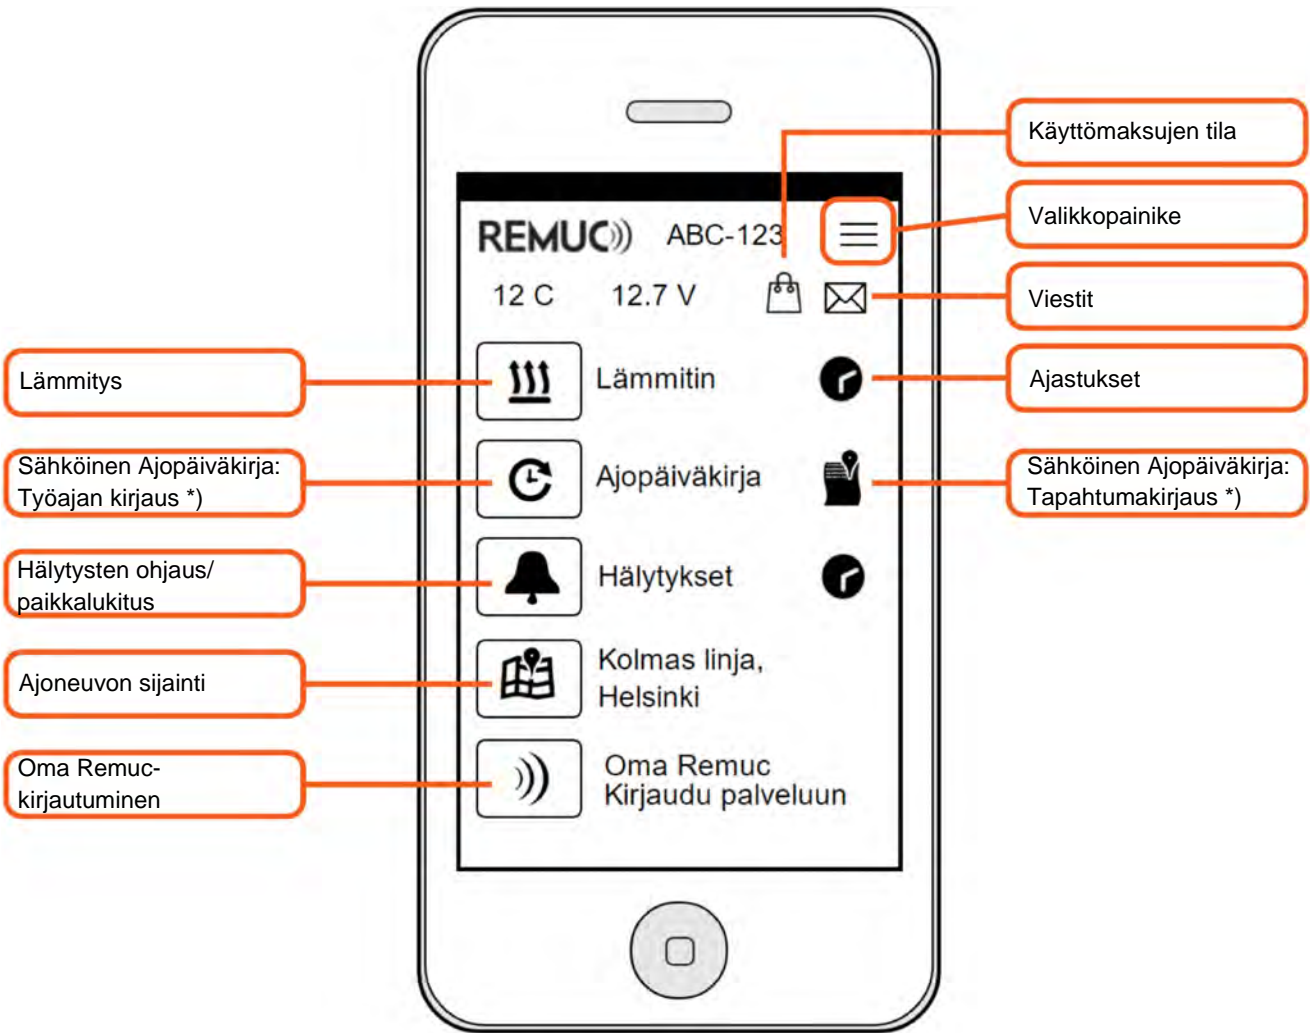 Käyttömaksujen tila
REMUC ABC-123
Valikkopainike
12 C 12.7 V
Viestit
Lämmitys
Lämmitin
Ajastukset
Sähköinen Ajopäiväkirja:
Työajan kirjaus *)
Ajopäiväkirja
Sähköinen Ajopäiväkirja:
Tapahtumakirjaus *)
Hälytysten ohjaus/
paikkalukitus
Hälytykset
Ajoneuvon sijainti
Kolmas linja,
Helsinki
Oma Remuc-
kirjautuminen
Oma Remuc
Kirjaudu palveluun